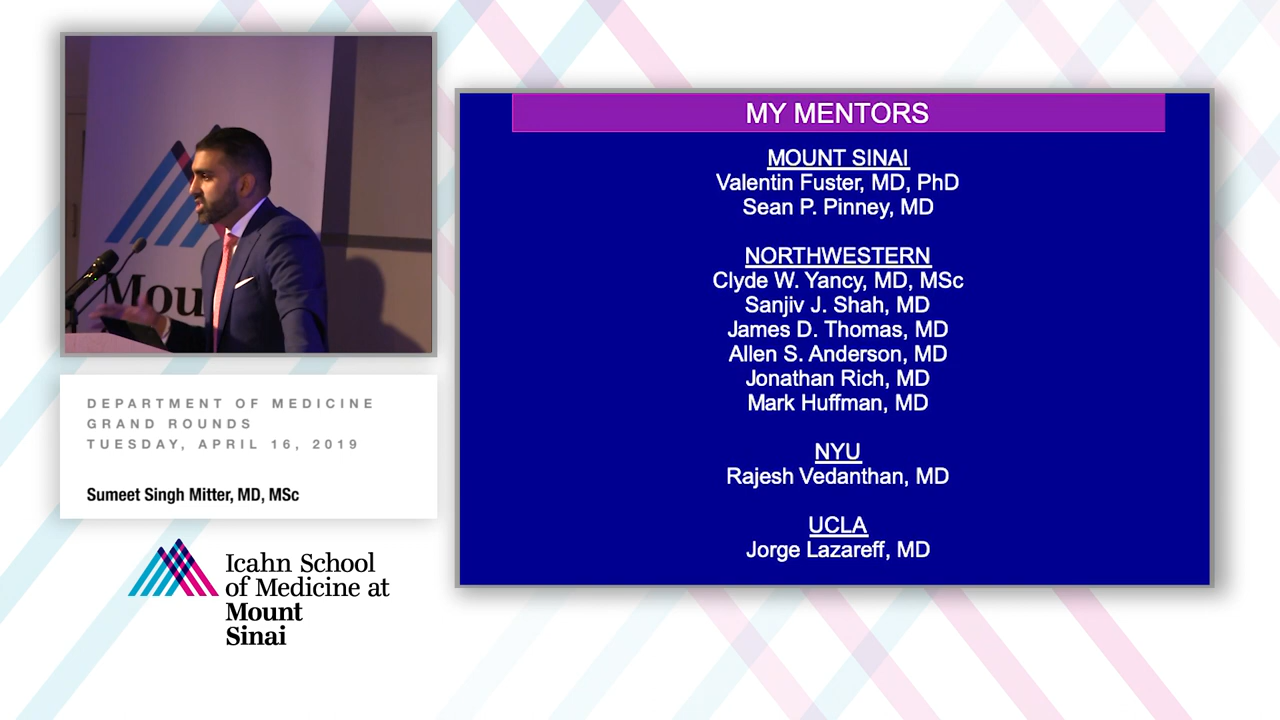 Mou
DEPARTMENT OF MEDICINE
GRAND ROUNDS
TUESDAY, APRIL 16, 2019
Sumeet Singh Mitter, MD, MSc
Icahn School
of Medicine at
Mount
Sinai
MY MENTORS
MOUNT SINAI
Valentin Fuster, MD, PhD
Sean P. Pinney, MD
NORTHWESTERN
Clyde W. Yancy, MD, MSc
Sanjiv J. Shah, MD
James D. Thomas, MD
Allen S. Anderson, MD
Jonathan Rich, MD
Mark Huffman, MD
NYU
Rajesh Vedanthan, MD
UCLA
Jorge Lazareff, MD